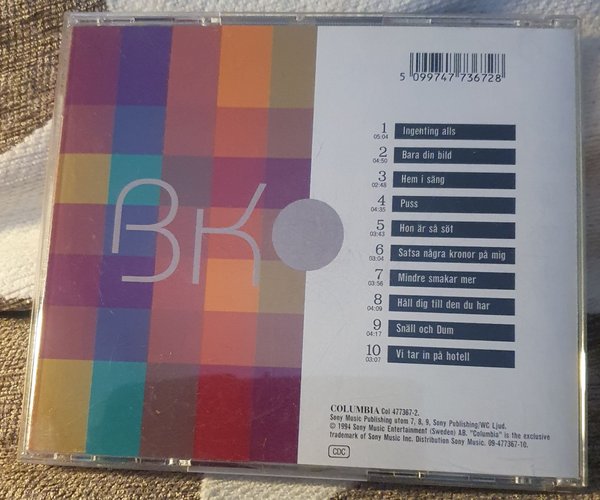 BK
5 099747 736728
1 Ingenting alls
05:04
2 Bara din bild
04:50
3 Hem i säng
02:48
4 Puss
04:35
5 Hon är så söt
03:43
6 Satsa några kronor på mig
03:04
7 Mindre smakar mer
03:56
8 Håll dig till den du har
04:09
9 Snäll och Dum
04:17
10 Vi tar in på hotell
03:07
COLUMBIA Col 477367-2.
Sony Music Publishing utom 7, 8, 9, Sony Publishing/WC Ljud.
© 1994 Sony Music Entertainment (Sweden) AB. "Columbia" is the exclusive
trademark of Sony Music Inc. Distribution Sony Music. 09-477367-10.
CDC